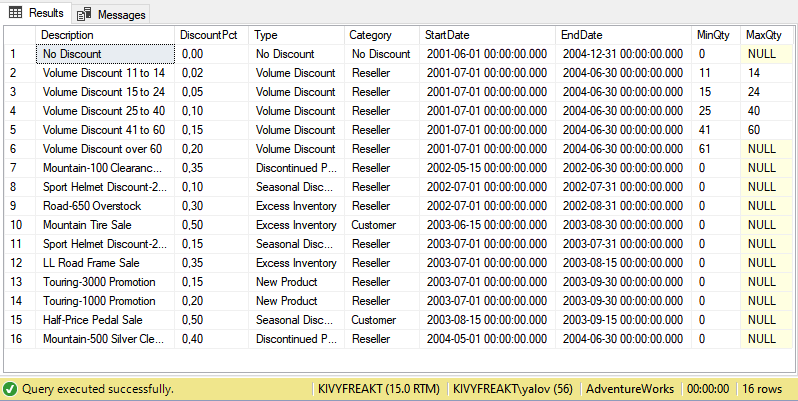 Results Messages
Description DiscountPct Type Category StartDate EndDate MinQty MaxQty
1 No Discount 0,00 No Discount No Discount 2001-06-01 00:00:00.000 2004-12-31 00:00:00.000 0 NULL
2 Volume Discount 11 to 14 0,02 Volume Discount Reseller 2001-07-01 00:00:00.000 2004-06-30 00:00:00.000 11 14
3 Volume Discount 15 to 24 0,05 Volume Discount Reseller 2001-07-01 00:00:00.000 2004-06-30 00:00:00.000 15 24
4 Volume Discount 25 to 40 0,10 Volume Discount Reseller 2001-07-01 00:00:00.000 2004-06-30 00:00:00.000 25 40
5 Volume Discount 41 to 60 0,15 Volume Discount Reseller 2001-07-01 00:00:00.000 2004-06-30 00:00:00.000 41 60
6 Volume Discount over 60 0,20 Volume Discount Reseller 2001-07-01 00:00:00.000 2004-06-30 00:00:00.000 61 NULL
7 Mountain-100 Clearanc... 0,35 Discontinued P... Reseller 2002-05-15 00:00:00.000 2002-06-30 00:00:00.000 0 NULL
8 Sport Helmet Discount-2... 0,10 Seasonal Disc... Reseller 2002-07-01 00:00:00.000 2002-07-31 00:00:00.000 0 NULL
9 Road-650 Overstock 0,30 Excess Inventory Reseller 2002-07-01 00:00:00.000 2002-08-31 00:00:00.000 0 NULL
10 Mountain Tire Sale 0,50 Excess Inventory Customer 2003-06-15 00:00:00.000 2003-08-30 00:00:00.000 0 NULL
11 Sport Helmet Discount-2... 0,15 Seasonal Disc... Reseller 2003-07-01 00:00:00.000 2003-07-31 00:00:00.000 0 NULL
12 LL Road Frame Sale 0,35 Excess Inventory Reseller 2003-07-01 00:00:00.000 2003-08-15 00:00:00.000 0 NULL
13 Touring-3000 Promotion 0,15 New Product Reseller 2003-07-01 00:00:00.000 2003-09-30 00:00:00.000 0 NULL
14 Touring-1000 Promotion 0,20 New Product Reseller 2003-07-01 00:00:00.000 2003-09-30 00:00:00.000 0 NULL
15 Half-Price Pedal Sale 0,50 Seasonal Disc... Customer 2003-08-15 00:00:00.000 2003-09-15 00:00:00.000 0 NULL
16 Mountain-500 Silver Cle... 0,40 Discontinued P... Reseller 2004-05-01 00:00:00.000 2004-06-30 00:00:00.000 0 NULL
Query executed successfully. KIVYFREAKT (15.0 RTM) KIVYFREAKT\yalov (56) AdventureWorks 00:00:00 16 rows